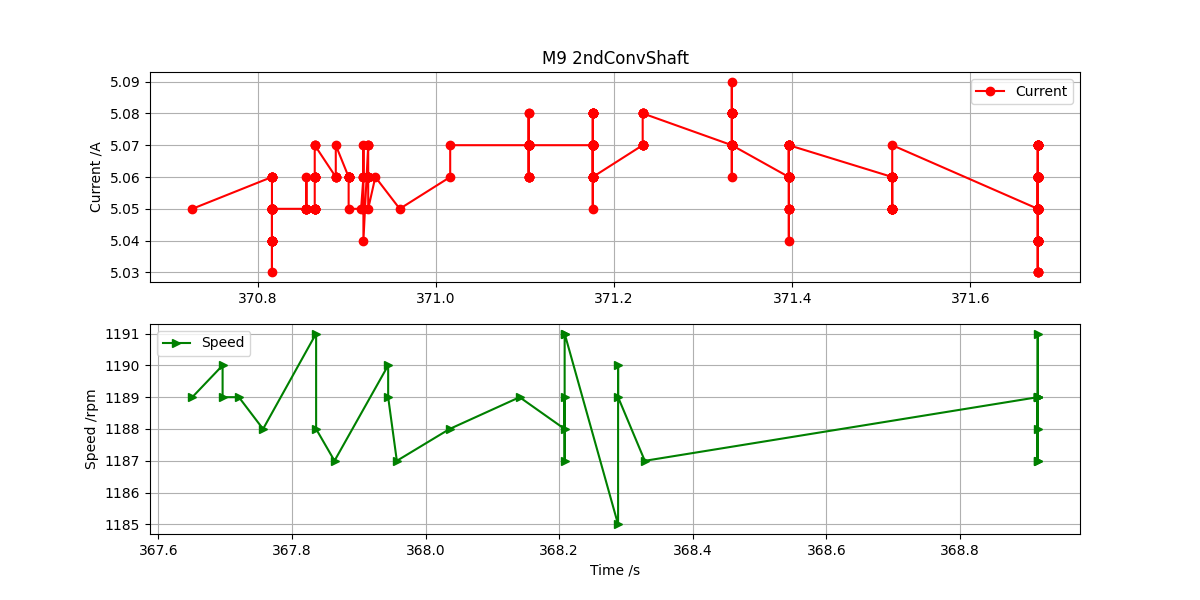 M9 2ndConvShaft
Current /A
5.09
5.08
5.07
5.06
5.05
5.04
5.03
Current
370.8 371.0 371.2 371.4 371.6
Speed /rpm
1191
1190
1189
1188
1187
1186
1185
Speed
367.6 367.8 368.0 368.2 368.4 368.6 368.8
Time /s